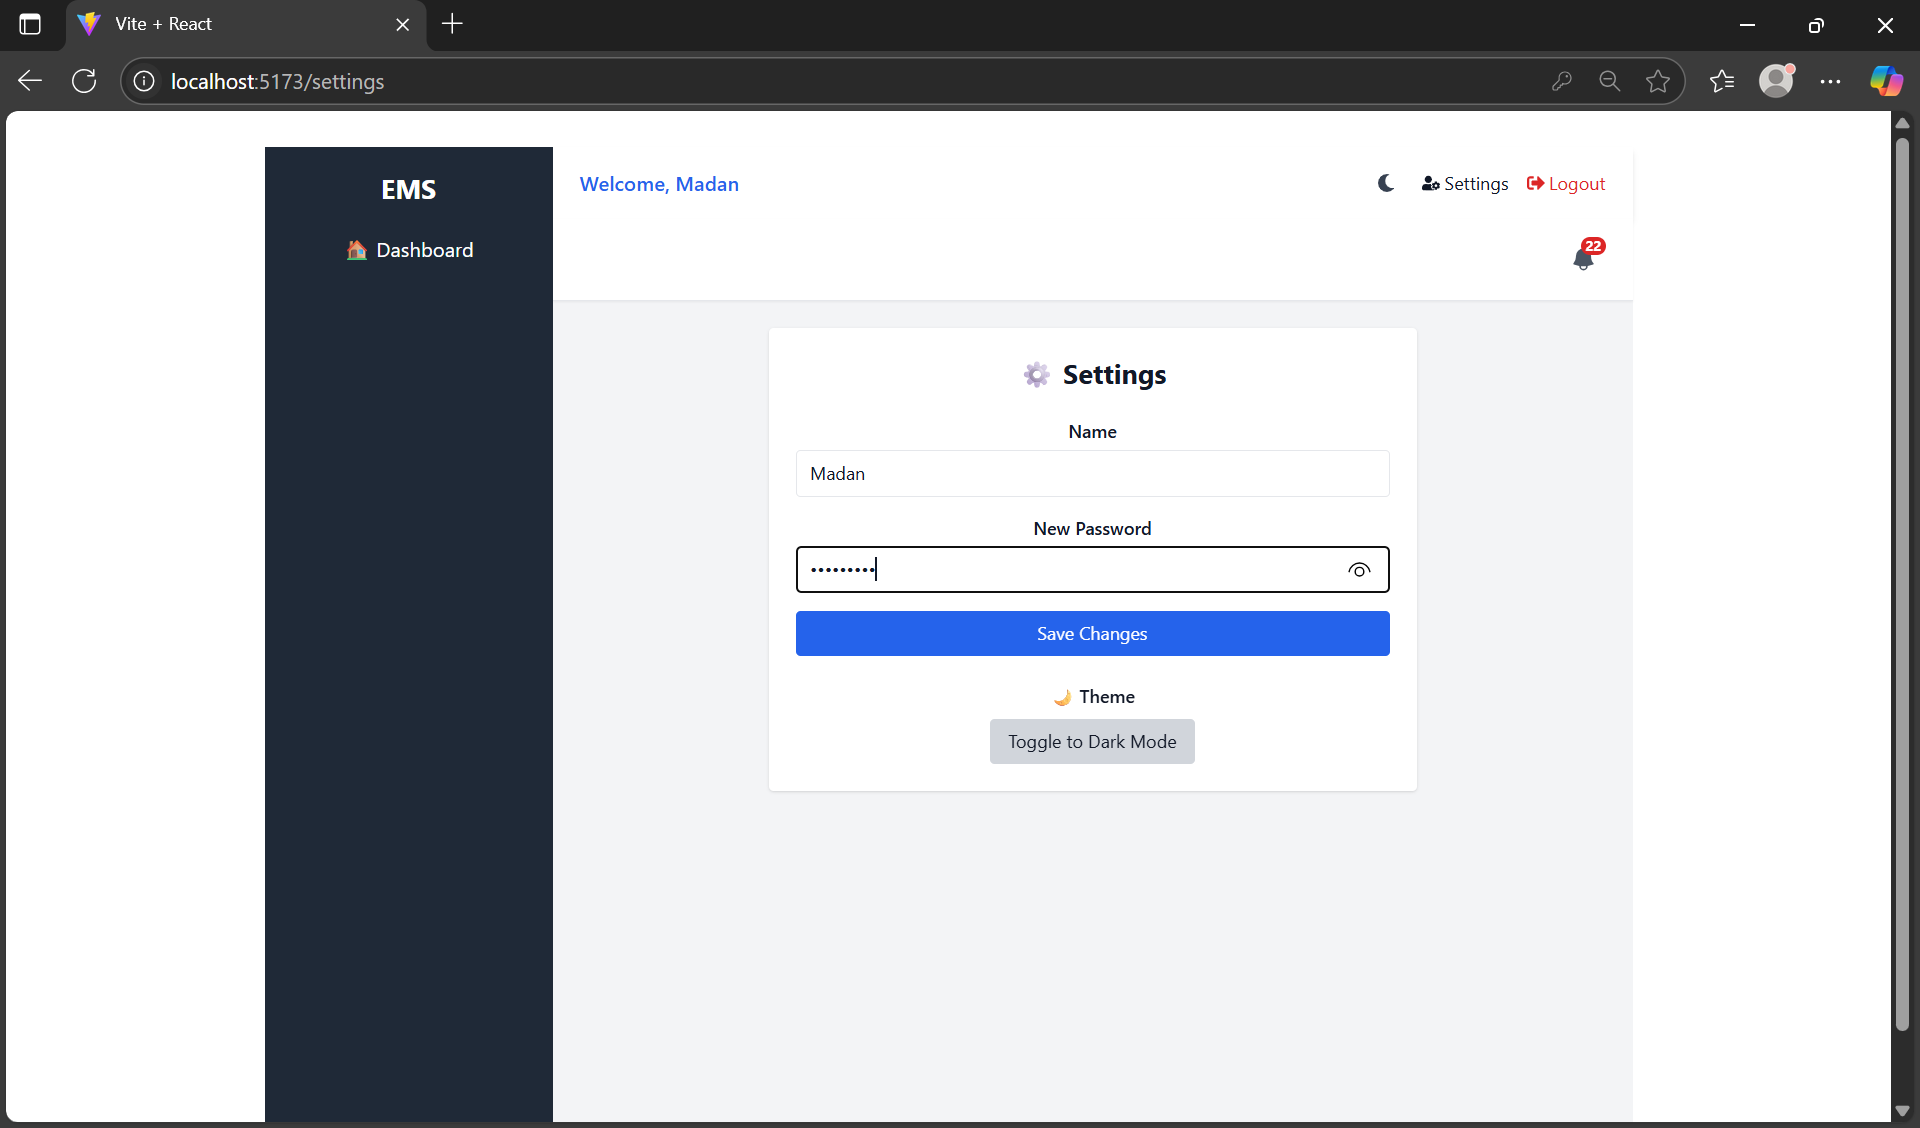 Vite + React
localhost:5173/settings
EMS
Dashboard
Welcome, Madan
Settings
Logout
22
Settings
Name
Madan
New Password
•••••••••
Save Changes
Theme
Toggle to Dark Mode